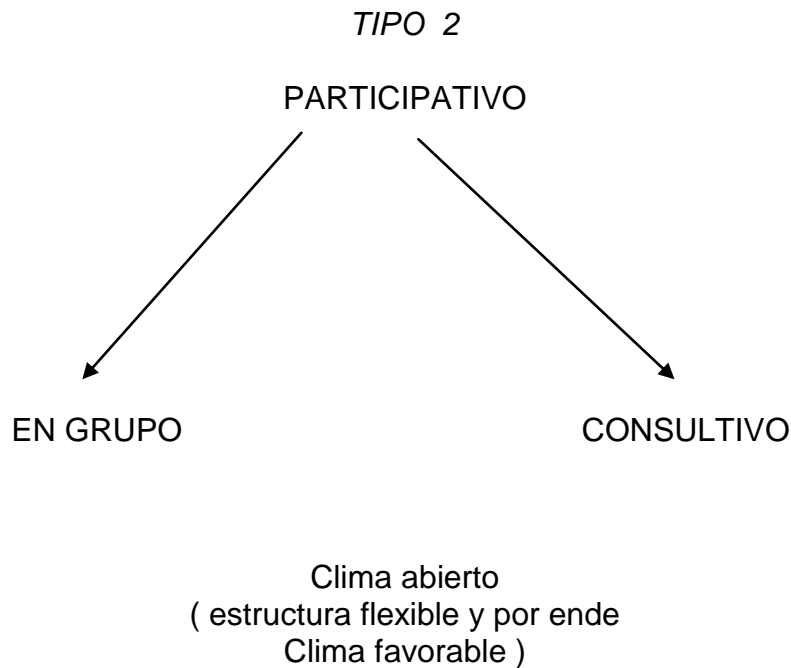 TIPO 2
PARTICIPATIVO
EN GRUPO
CONSULTIVO
Clima abierto
( estructura flexible y por ende
Clima favorable )